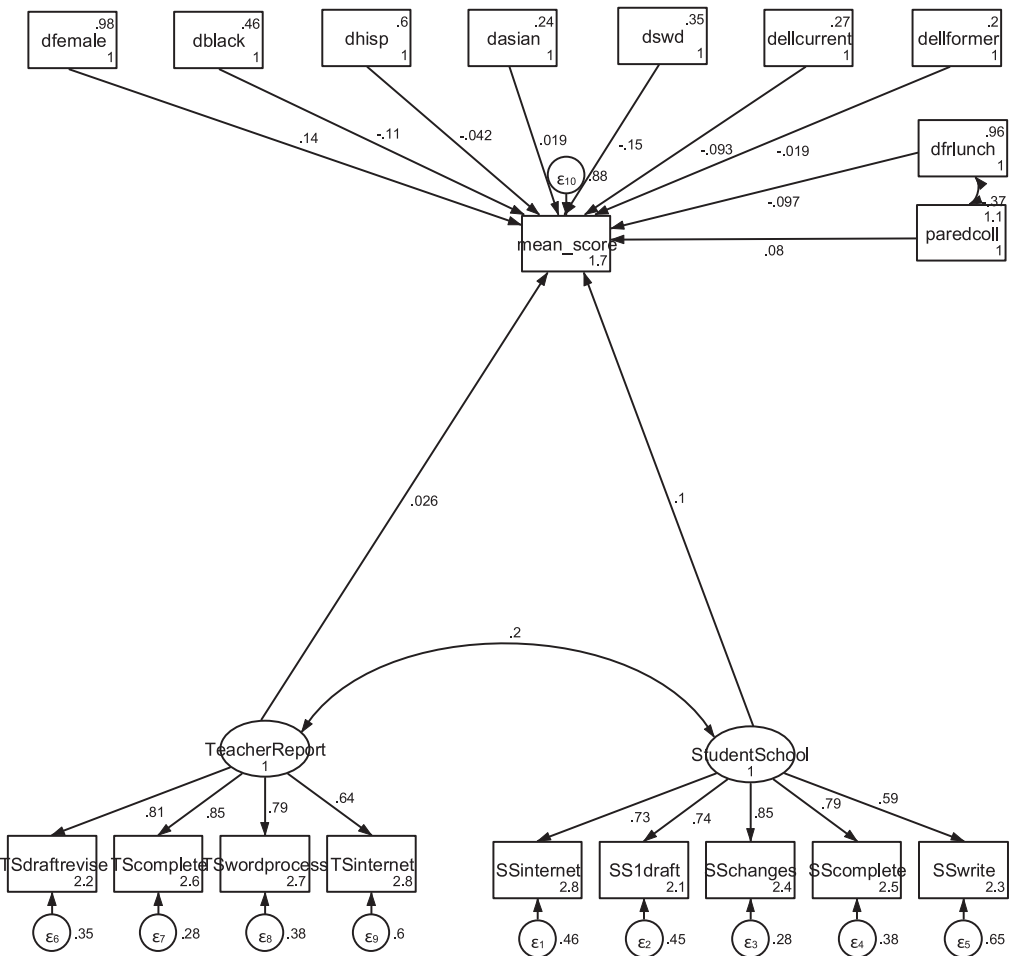 .98
dfemale
1
.46
dblack
1
.6
dhisp
1
.24
dasian
1
.35
dswd
1
.27
dellcurrent
1
.2
dellformer
1
.96
dfrlunch
1
-.37
1.1
paredcoll
1
.14
-.11
-.042
.019
-.15
-.093
-.019
-.097
.08
ε10
.88
mean_score
1.7
.026
.1
.2
TeacherReport
1
StudentSchool
1
.81
.85
.79
.64
.73
.74
.85
.79
.59
TSdraftrevise
2.2
TScomplete
2.6
TSwordprocess
2.7
TSinternet
2.8
SSinternet
2.8
SS1draft
2.1
SSchanges
2.4
SScomplete
2.5
SSwrite
2.3
ε6 .35
ε7 .28
ε8 .38
ε9 .6
ε1 .46
ε2 .45
ε3 .28
ε4 .38
ε5 .65